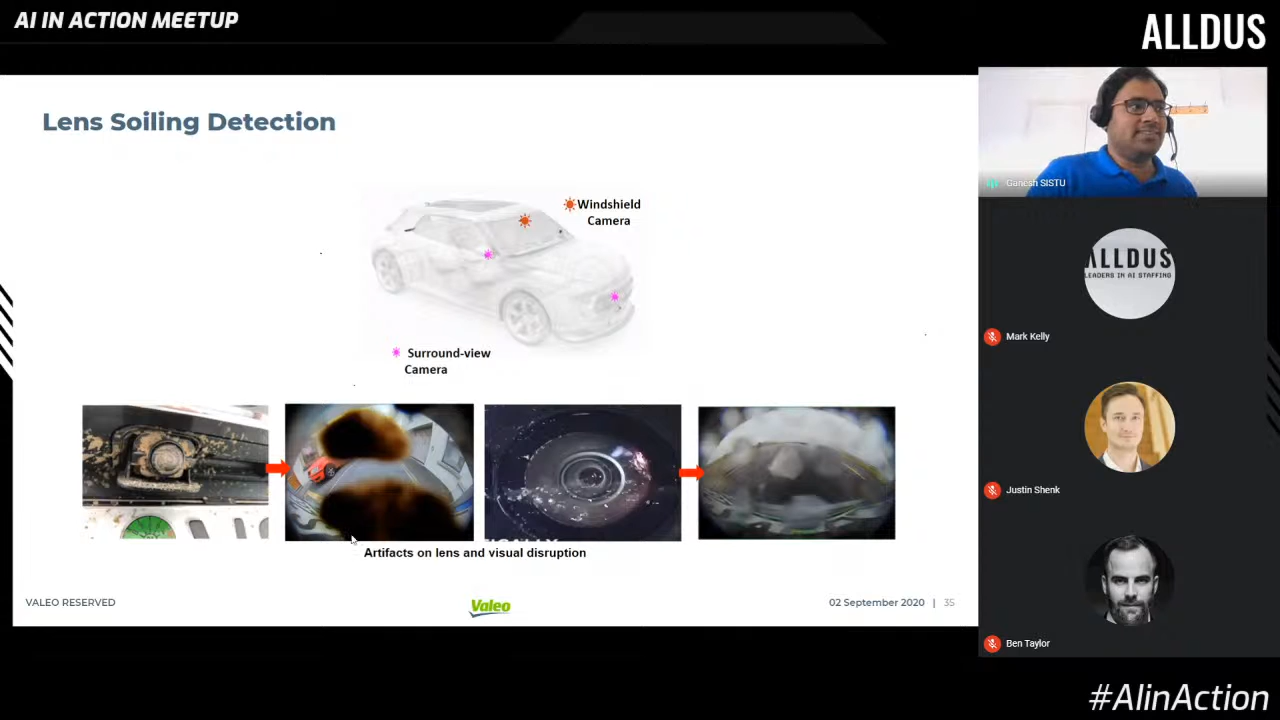 AI IN ACTION MEETUP
ALLDUS
Lens Soiling Detection
Windshield
Camera
Surround-view
Camera
Artifacts on lens and visual disruption
VALEO RESERVED
Valeo
02 September 2020 | 35
Ganesh SISTU
ALLDUS
LEADERS IN AI STAFFING
Mark Kelly
Justin Shenk
Ben Taylor
#AIinAction